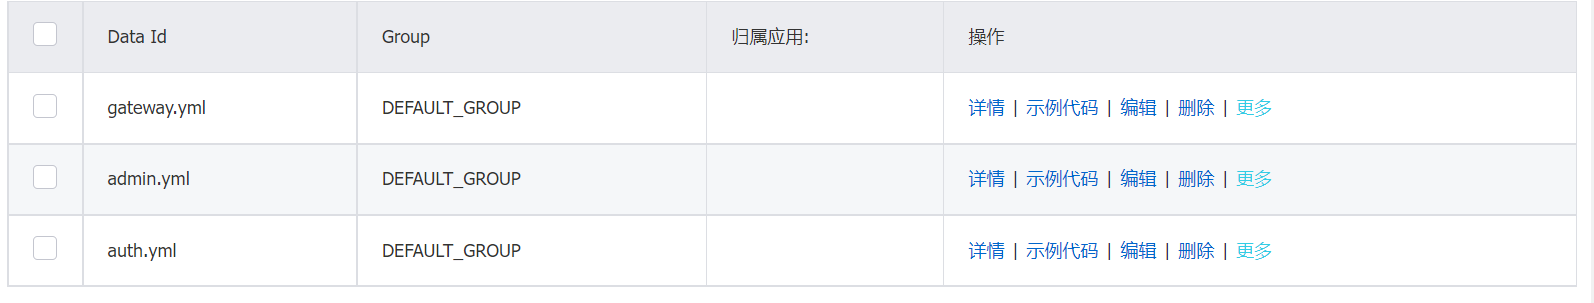 Data Id Group 归属应用: 操作
gateway.yml DEFAULT_GROUP 详情 | 示例代码 | 编辑 | 删除 | 更多
admin.yml DEFAULT_GROUP 详情 | 示例代码 | 编辑 | 删除 | 更多
auth.yml DEFAULT_GROUP 详情 | 示例代码 | 编辑 | 删除 | 更多